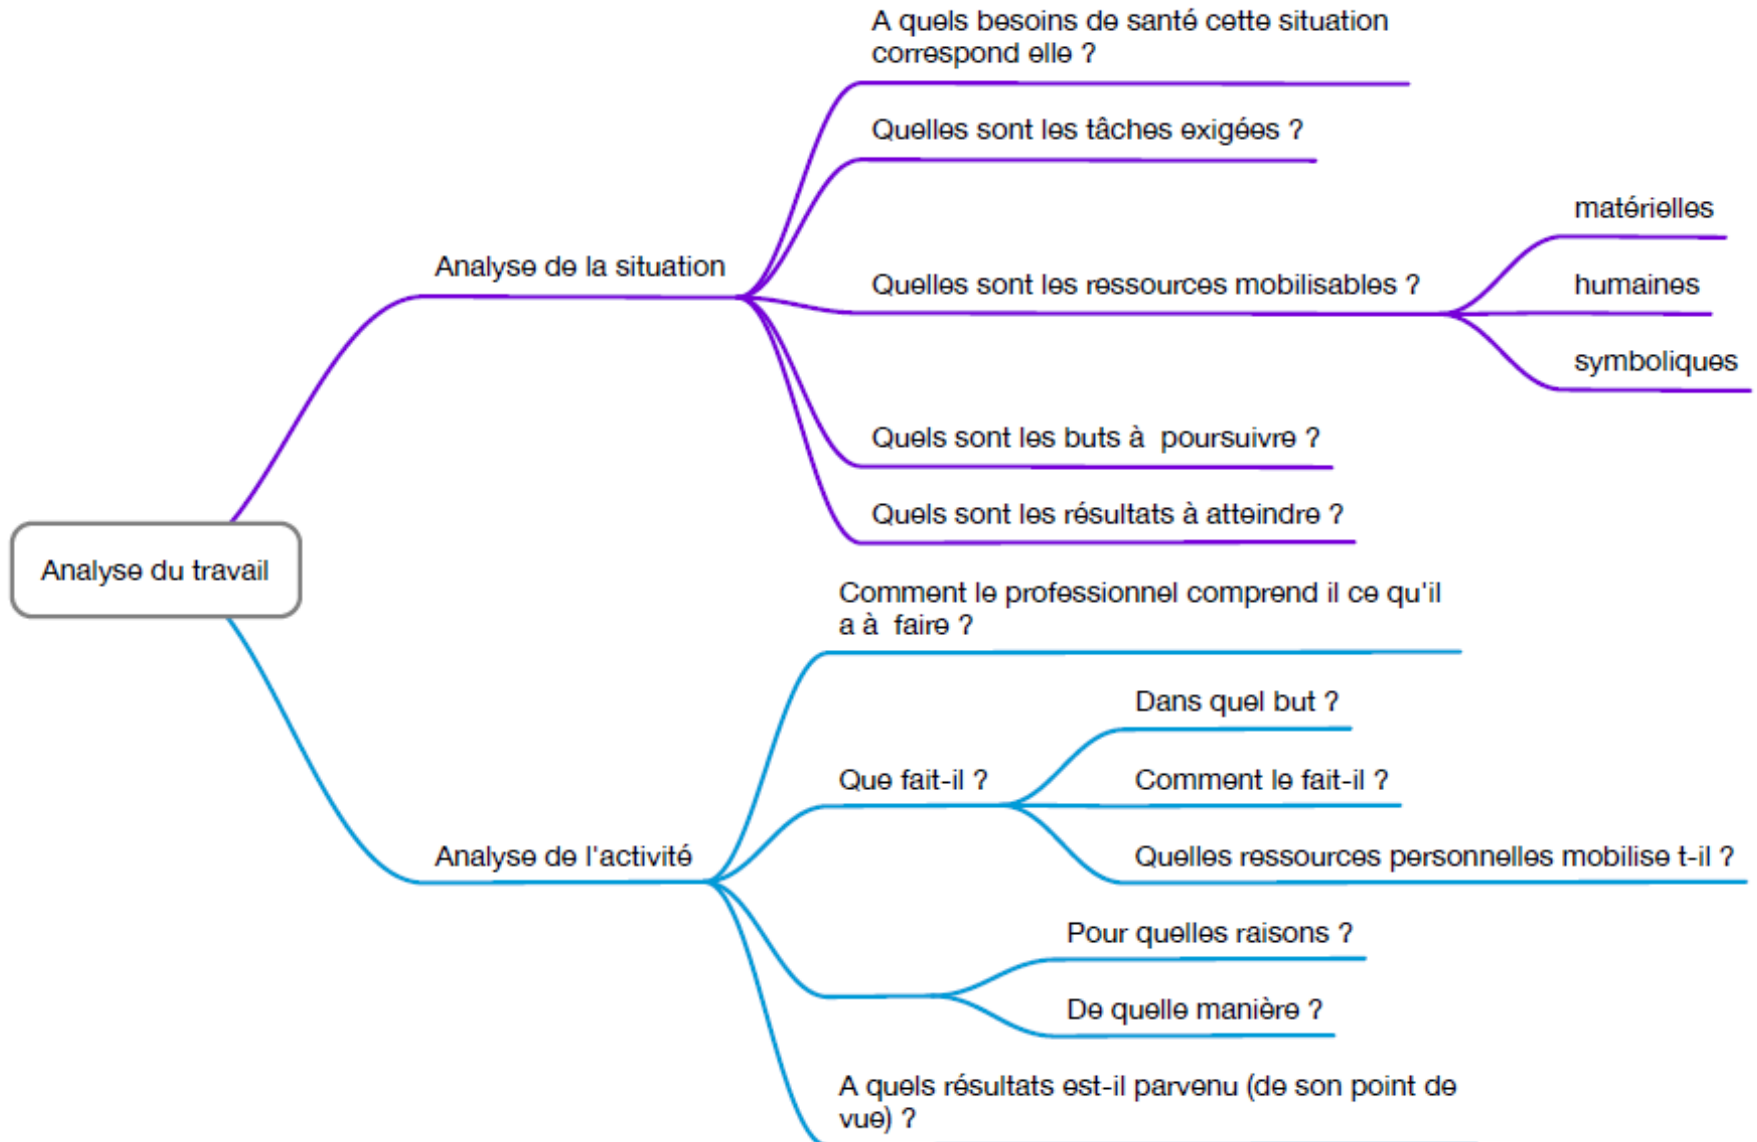 A quels besoins de santé cette situation
correspond elle ?
Quelles sont les tâches exigées ?
matérielles
Analyse de la situation
Quelles sont les ressources mobilisables ?
humaines
symboliques
Quels sont les buts à  poursuivre ?
Quels sont les résultats à atteindre ?
Analyse du travail
Comment le professionnel comprend il ce qu'il
a à  faire ?
Dans quel but ?
Que fait-il ?
Comment le fait-il ?
Analyse de l'activité
Quelles ressources personnelles mobilise t-il ?
Pour quelles raisons ?
De quelle manière ?
A quels résultats est-il parvenu (de son point de
vue) ?